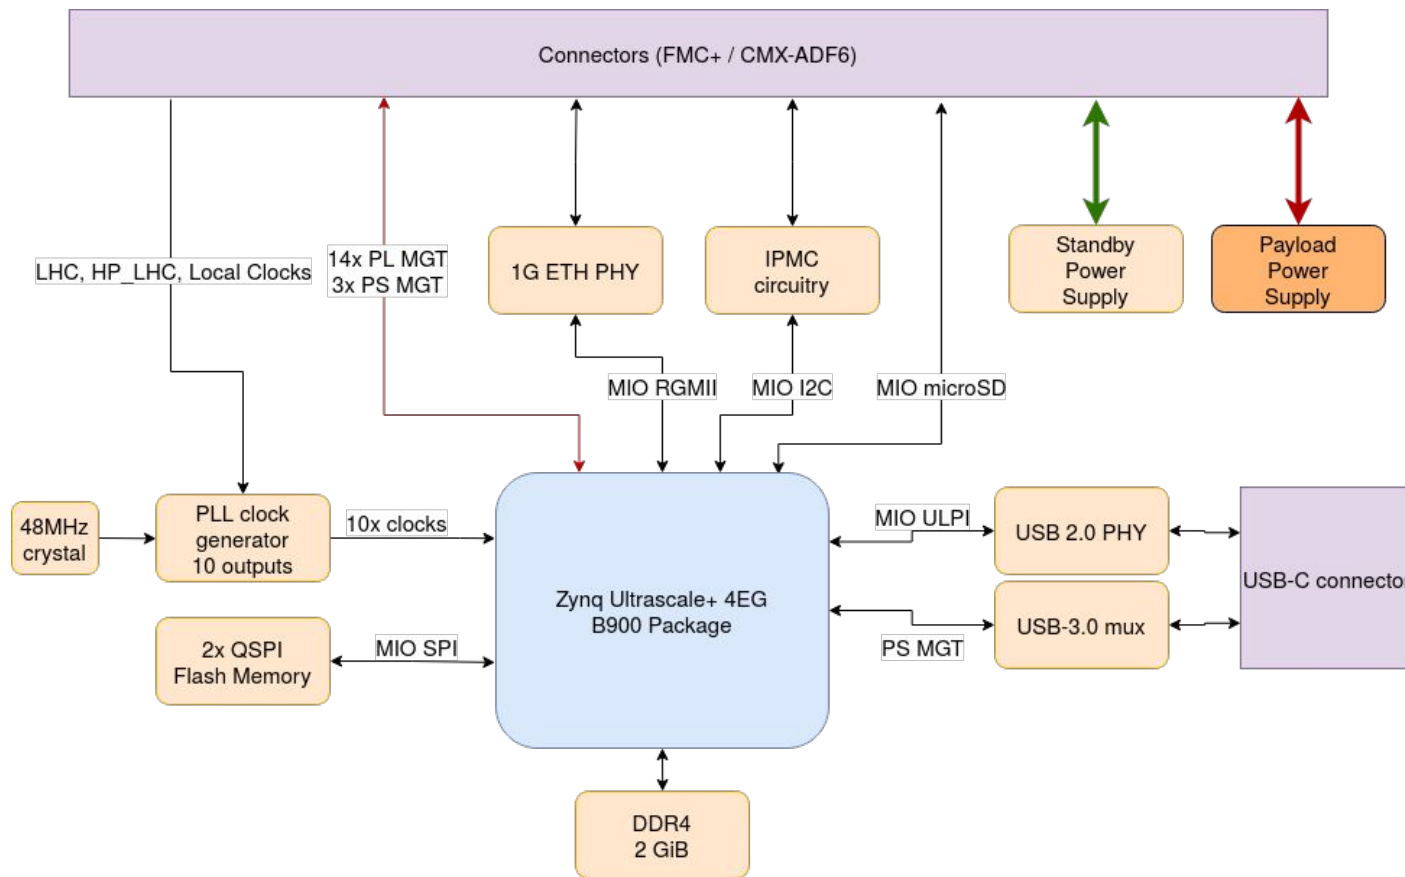 Connectors (FMC+ / CMX-ADF6)
LHC, HP_LHC, Local Clocks
14x PL MGT
3x PS MGT
1G ETH PHY
IPMC
circuitry
Standby
Power
Supply
Payload
Power
Supply
MIO RGMII
MIO I2C
MIO microSD
48MHz
crystal
PLL clock
generator
10 outputs
10x clocks
2x QSPI
Flash Memory
MIO SPI
Zynq Ultrascale+ 4EG
B900 Package
MIO ULPI
USB 2.0 PHY
PS MGT
USB-3.0 mux
USB-C connector
DDR4
2 GiB